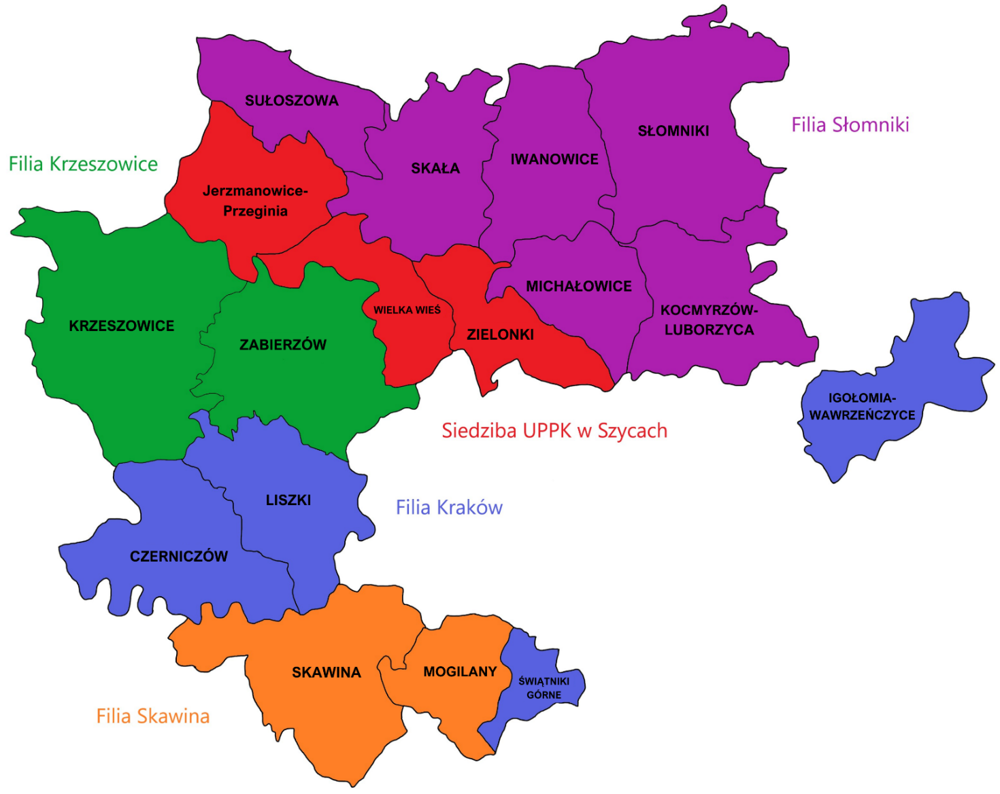 SUŁOSZOWA
Filia Słomniki
SŁOMNIKI
IWANOWICE
Filia Krzeszowice
SKAŁA
Jerzmanowice-
Przeginia
MICHAŁOWICE
WIELKA WIEŚ
KOCMYRZÓW-
LUBORZYCA
KRZESZOWICE
ZIELONKI
ZABIERZÓW
IGOŁOMIA-
WAWRZEŃCZYCE
Siedziba UPPK w Szycach
LISZKI
Filia Kraków
CZERNICZÓW
SKAWINA
MOGILANY
ŚWIĄTNIKI
GÓRNE
Filia Skawina